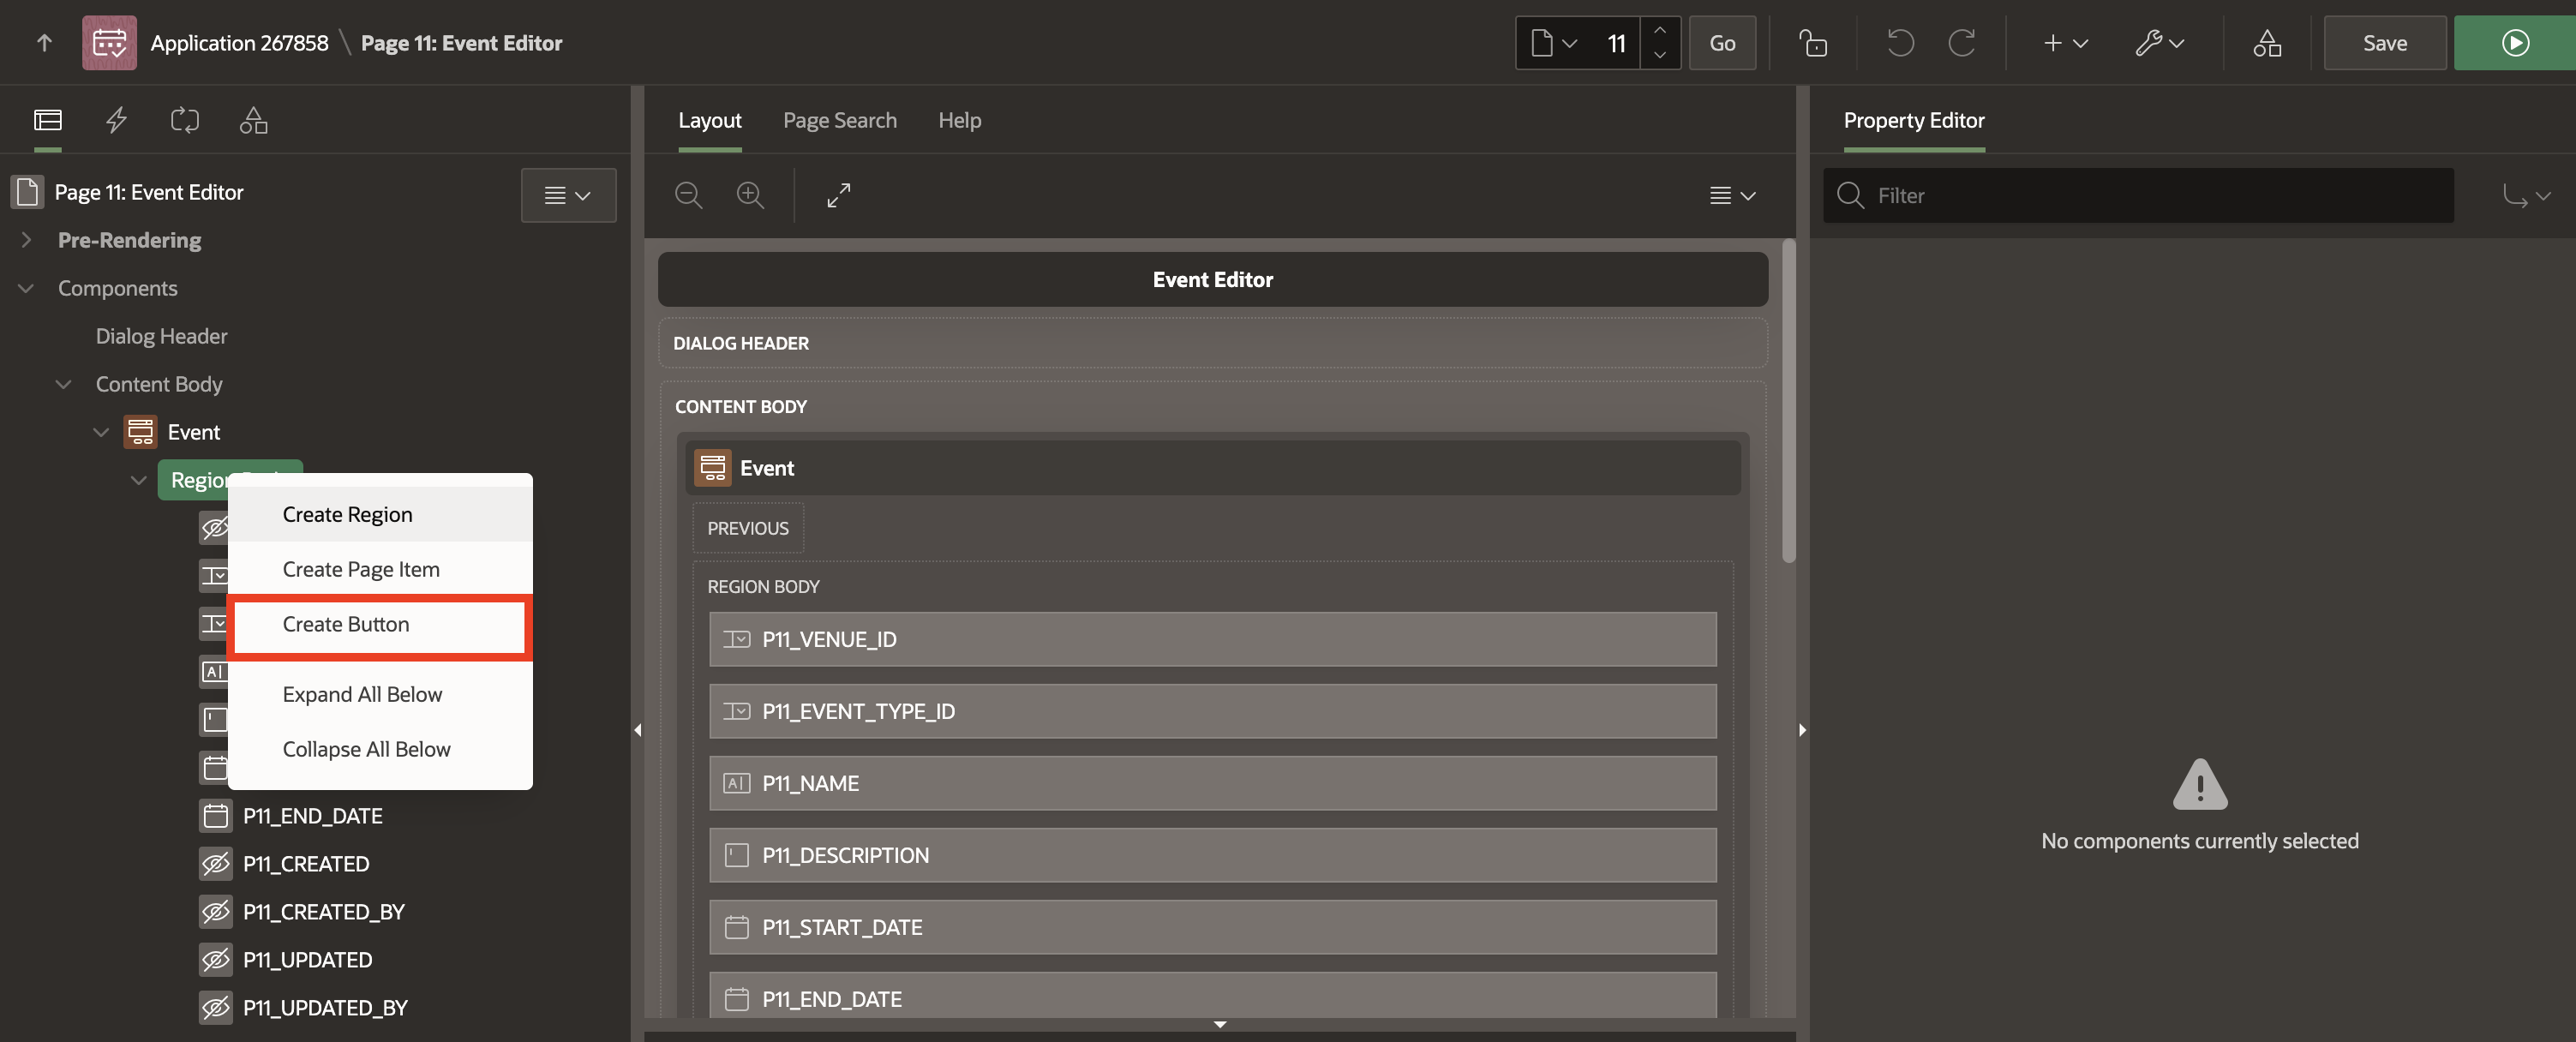 Application 267858 \ Page 11: Event Editor
11
Go
Save
Layout
Page Search
Help
Property Editor
Page 11: Event Editor
Filter
Pre-Rendering
Components
Dialog Header
Content Body
Event
Region
Create Region
Create Page Item
Create Button
Expand All Below
Collapse All Below
P11_END_DATE
P11_CREATED
P11_CREATED_BY
P11_UPDATED
P11_UPDATED_BY
Event Editor
DIALOG HEADER
CONTENT BODY
Event
PREVIOUS
REGION BODY
P11_VENUE_ID
P11_EVENT_TYPE_ID
P11_NAME
P11_DESCRIPTION
P11_START_DATE
P11_END_DATE
No components currently selected